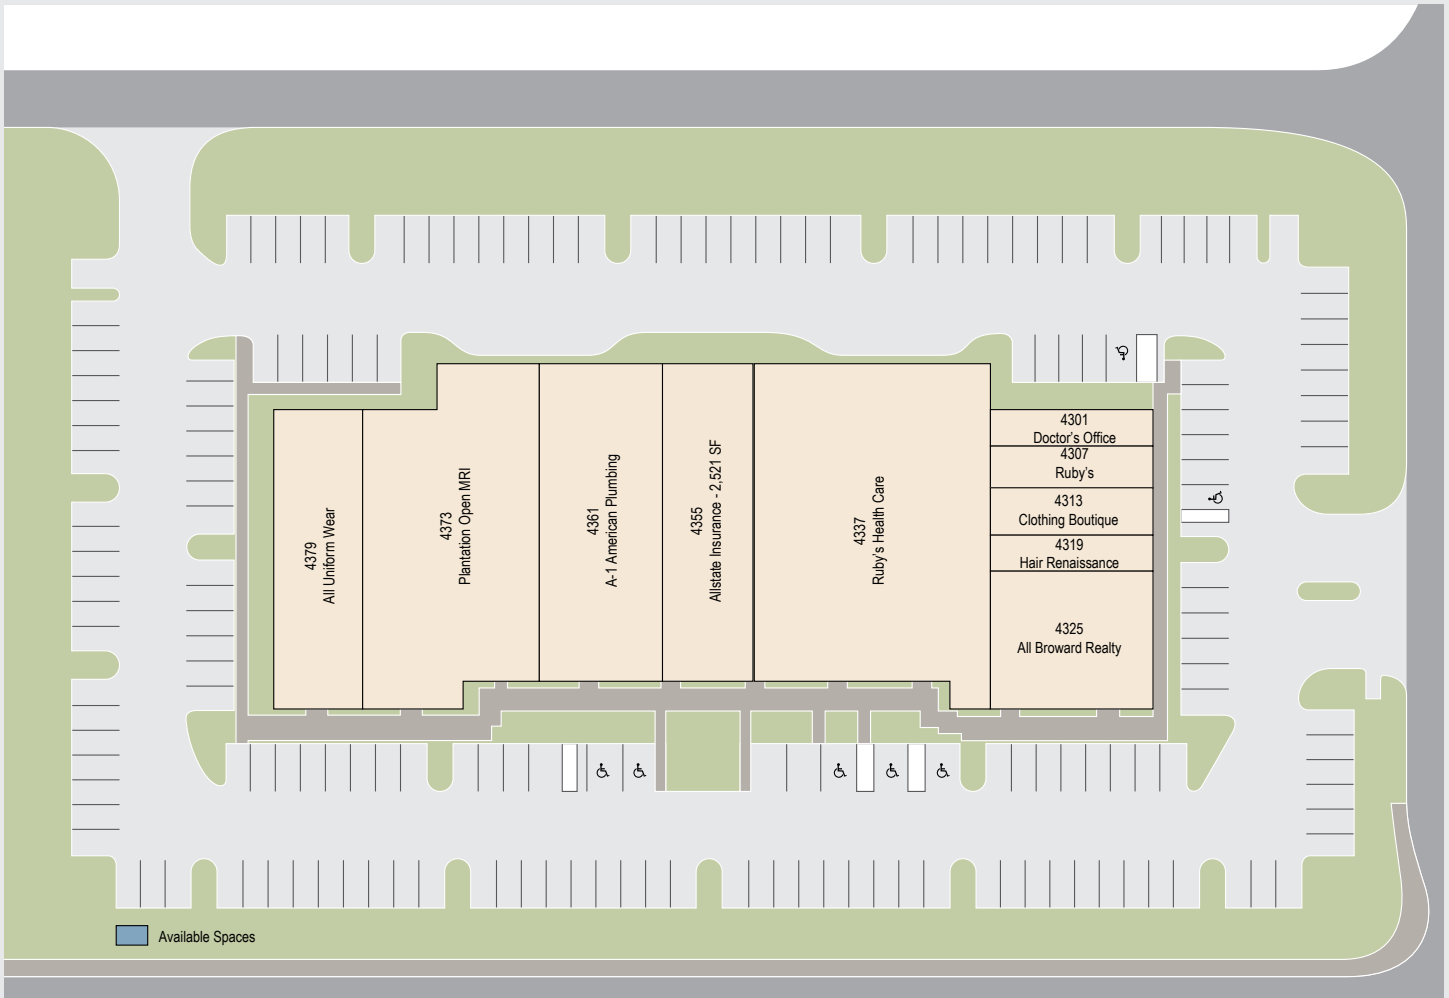 4379
All Uniform Wear
4373
Plantation Open MRI
4361
A-1 American Plumbing
4355
Allstate Insurance - 2,521 SF
4337
Ruby's Health Care
4301
Doctor's Office
4307
Ruby's
4313
Clothing Boutique
4319
Hair Renaissance
4325
All Broward Realty
Available Spaces